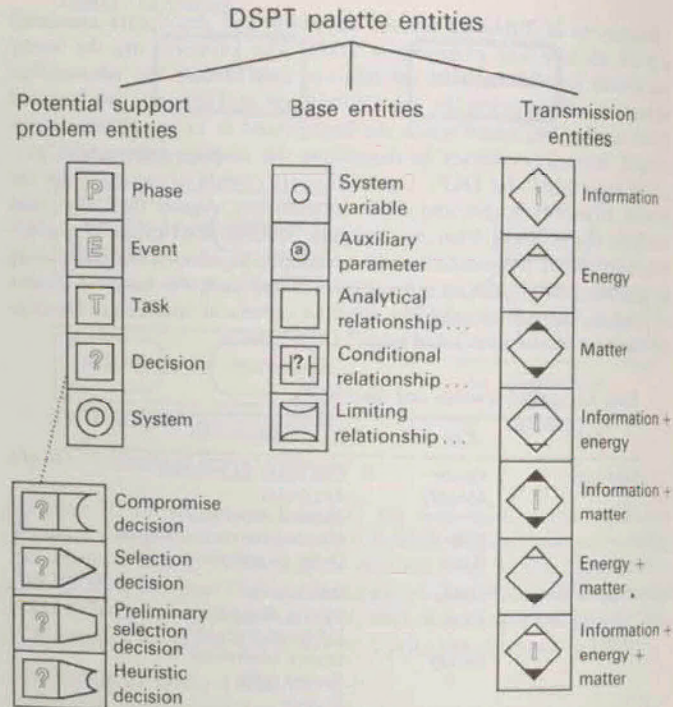 DSPT palette entities
Potential support
problem entities
P
Phase
E
Event
T
Task
?
Decision
System
?
Compromise
decision
?
Selection
decision
?
Preliminary
selection
decision
?
Heuristic
decision
Base entities
System
variable
a
Auxiliary
parameter
Analytical
relationship...
?
Conditional
relationship...
Limiting
relationship...
Transmission
entities
i
Information
Energy
Matter
i
Information +
energy
i
Information +
matter
Energy +
matter
i
Information +
energy +
matter